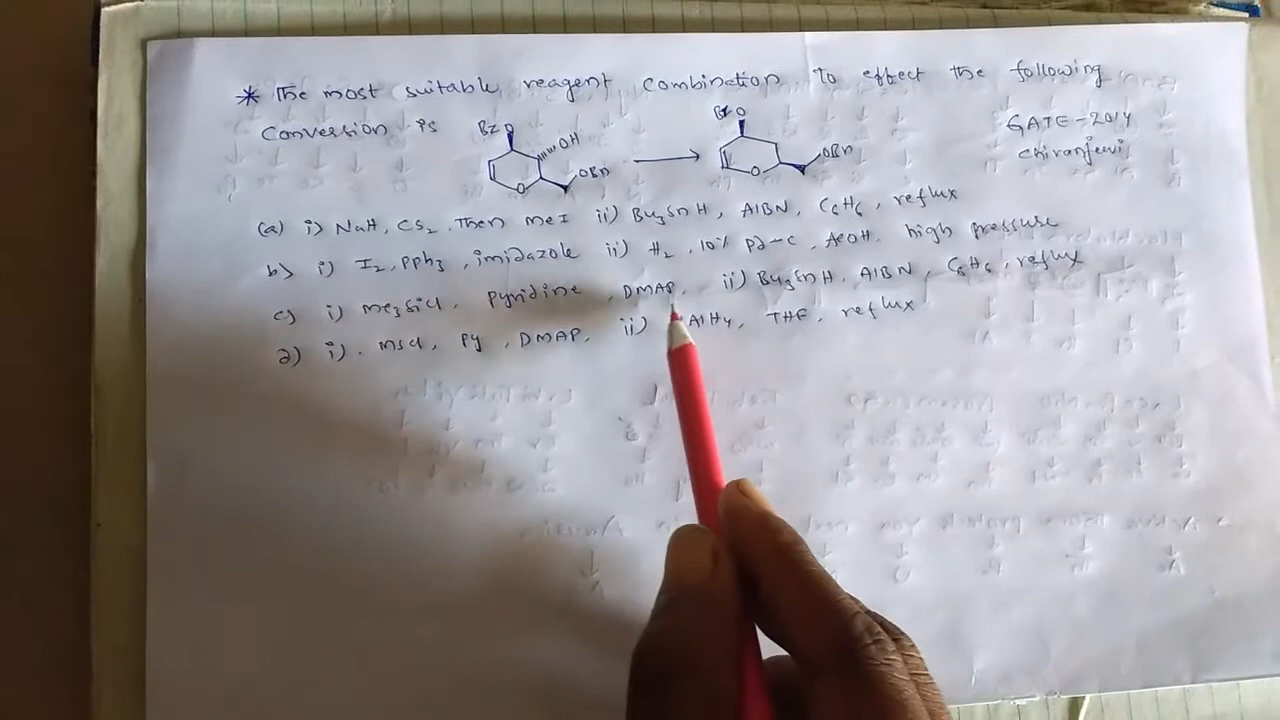 * The most suitable reagent combination to effect the following
conversion is
GATE-2014
chiranjeevi
BzO OH O OBn
BzO O OBn
(a) i) NaH, CS2, Then MeI ii) Bu3SnH, AIBN, C6H6, reflux
b) i) I2, PPh3, imidazole ii) H2, 10% Pd-C, AcOH, high pressure
c) i) me3sicl, pyridine, DMAP, ii) Bu3SnH, AIBN, C6H6, reflux
d) i) mscl, py, DMAP, ii) AlH4, THF, reflux